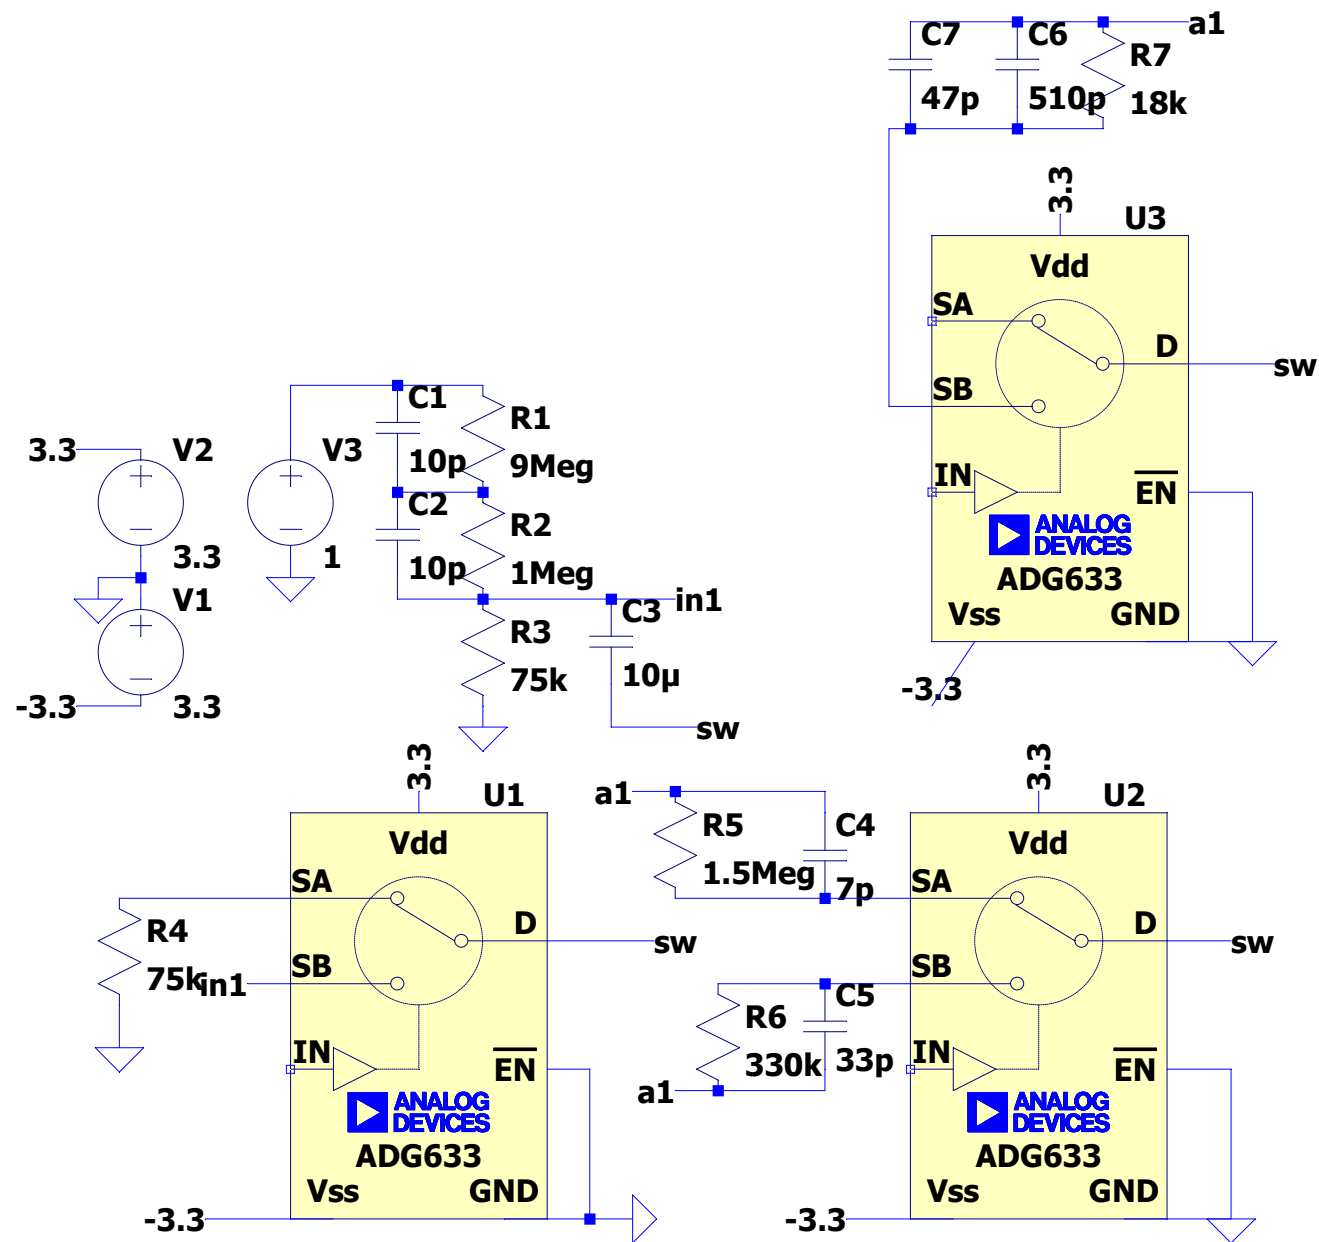 C7
47p
C6
510p
R7
18k
a1
3.3
U3
Vdd
SA
SB
D
sw
IN
EN
ANALOG
DEVICES
ADG633
Vss
GND
-3.3
3.3
V2
3.3
V1
-3.3
3.3
V3
1
C1
10p
R1
9Meg
C2
10p
R2
1Meg
R3
75k
C3
10µ
in1
sw
3.3
U1
Vdd
SA
R4
75k
in1
SB
D
sw
IN
EN
ANALOG
DEVICES
ADG633
Vss
GND
-3.3
a1
R5
1.5Meg
C4
7p
3.3
U2
Vdd
SA
SB
D
sw
R6
330k
C5
33p
a1
IN
EN
ANALOG
DEVICES
ADG633
Vss
GND
-3.3